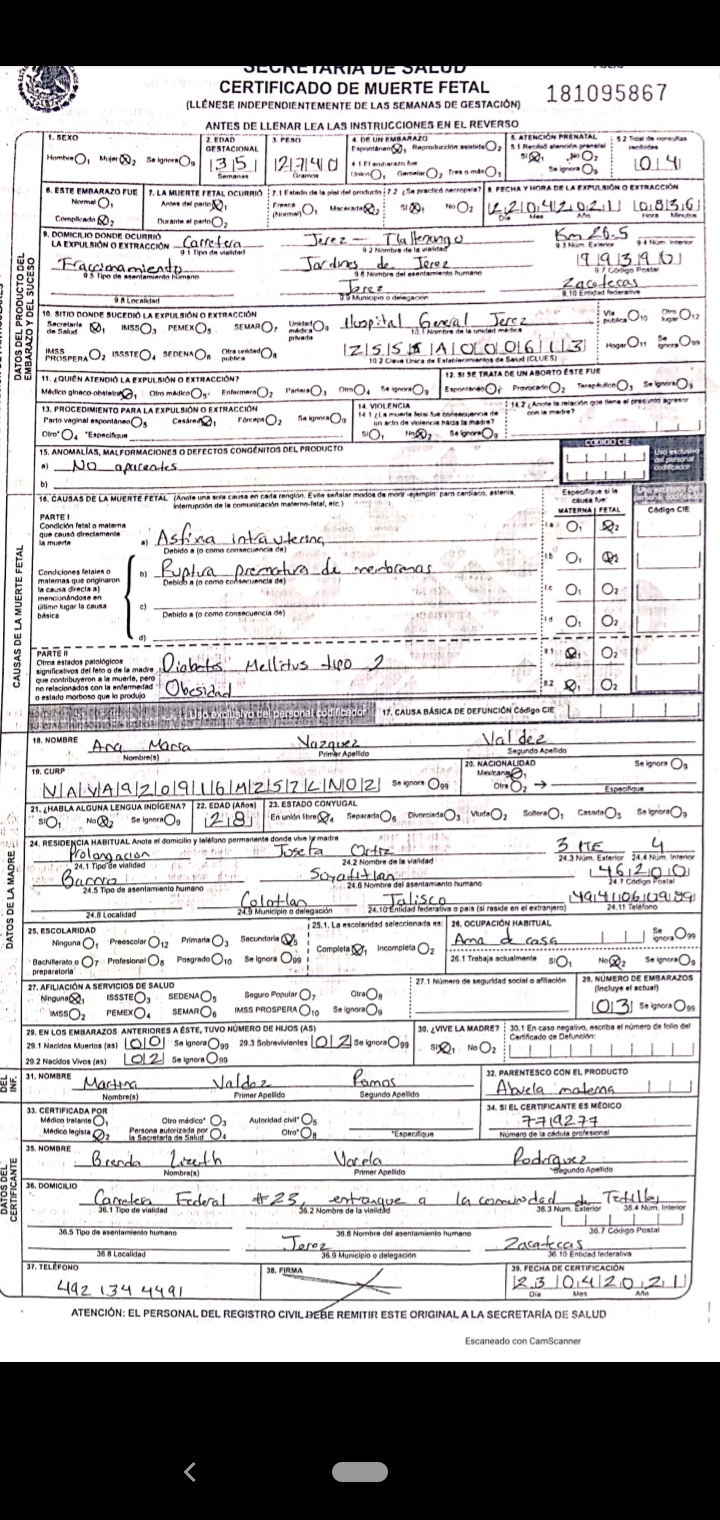 SECRETARÍA DE SALUD
CERTIFICADO DE MUERTE FETAL
(LLÉNESE INDEPENDIENTEMENTE DE LAS SEMANAS DE GESTACIÓN)
181095867
ANTES DE LLENAR LEA LAS INSTRUCCIONES EN EL REVERSO
DATOS DEL PRODUCTO DEL EMBARAZO Y DEL SUCESO
1. SEXO
Hombre 1 Mujer 2 Se ignora 9
2. EDAD GESTACIONAL
35
Semanas
3. PESO
2740
Gramos
4. DE UN EMBARAZO
Espontáneo 1 Reproducción asistida 2
4.1 El embarazo fue
Único 1 Gemelar 2 Tres o más 3
5. ATENCIÓN PRENATAL
5.1 Recibió atención prenatal
Sí 1 No 2
Se ignora 9
5.2 Total de consultas recibidas
04
6. ESTE EMBARAZO FUE
Normal 1
Complicado 2
7. LA MUERTE FETAL OCURRIÓ
Antes del parto 1
Durante el parto 2
7.1 Estado de la piel del producto
Fresca (Normal) 1 Macerada 2
7.2 ¿Se practicó necropsia?
Sí 1 No 2
8. FECHA Y HORA DE LA EXPULSIÓN O EXTRACCIÓN
22 04 2021 08 36
Día Mes Año Hora Minutos
9. DOMICILIO DONDE OCURRIÓ LA EXPULSIÓN O EXTRACCIÓN
Carretera Jerez - Tlaltenango Km 26.5
9.1 Tipo de vialidad 9.2 Nombre de la vialidad 9.3 Núm. Exterior 9.4 Núm. Interior
Fraccionamiento Jardines de Jerez 99390
9.5 Tipo de asentamiento humano 9.6 Nombre del asentamiento humano 9.7 Código Postal
Jerez Zacatecas
9.8 Localidad 9.9 Municipio o delegación 9.10 Entidad federativa
10. SITIO DONDE SUCEDIÓ LA EXPULSIÓN O EXTRACCIÓN
Secretaría de Salud 1 IMSS 3 PEMEX 5 SEMAR 7 Unidad médica privada 9
Hospital General Jerez
10.1 Nombre de la unidad médica
Vía pública 10 Otro lugar 12
IMSS PROSPERA 2 ISSSTE 4 SEDENA 6 Otra unidad pública 8
10.2 Clave Única de Establecimientos de Salud (CLUES)
Hogar 11 Se ignora 99
11. ¿QUIÉN ATENDIÓ LA EXPULSIÓN O EXTRACCIÓN?
Médico gineco-obstetra 1 Otro médico 5 Enfermera 2 Partera 3 Otro 4 Se ignora 9
12. SI SE TRATA DE UN ABORTO ÉSTE FUE
Espontáneo 1 Provocado 2 Terapéutico 3 Se ignora 9
13. PROCEDIMIENTO PARA LA EXPULSIÓN O EXTRACCIÓN
Parto vaginal espontáneo 5 Cesárea 1 Fórceps 2 Se ignora 9
Otro* 4 *Especifique
14. VIOLENCIA
14.1 ¿La muerte fetal fue consecuencia de un acto de violencia hacia la madre?
Sí 1 No 2 Se ignora 9
14.2 ¿Anote la relación que tiene el presunto agresor con la madre?
15. ANOMALÍAS, MALFORMACIONES O DEFECTOS CONGÉNITOS DEL PRODUCTO
a) No aparentes
b)
CÓDIGO CIE
Uso exclusivo del personal codificador
CAUSAS DE LA MUERTE FETAL
16. CAUSAS DE LA MUERTE FETAL (Anote una sola causa en cada renglón. Evite señalar modos de morir -ejemplo: paro cardiaco, astenia, interrupción de la comunicación materno-fetal, etc.)
Especifique si la causa fue:
MATERNA FETAL
Código CIE
PARTE I
Condición fetal o materna que causó directamente la muerte
a) Asfixia intrauterina
Debido a (o como consecuencia de)
Condiciones fetales o maternas que originaron la causa directa a) mencionándose en último lugar la causa básica
b) Ruptura prematura de membranas
Debido a (o como consecuencia de)
c)
Debido a (o como consecuencia de)
d)
PARTE II
Otros estados patológicos significativos del feto o de la madre que contribuyeron a la muerte, pero no relacionados con la enfermedad o estado morboso que lo produjo
Diabetes Mellitus tipo 2
Obesidad
Uso exclusivo del personal codificador
17. CAUSA BÁSICA DE DEFUNCIÓN Código CIE
DATOS DE LA MADRE
18. NOMBRE Ana Maria Vazquez Valdez
Nombre(s) Primer Apellido Segundo Apellido
19. CURP
Se ignora 99
20. NACIONALIDAD
Mexicana 1 Se ignora 9
Otra 2 Especifique
21. ¿HABLA ALGUNA LENGUA INDÍGENA?
Sí 1 No 2 Se ignora 9
22. EDAD (Años)
28
23. ESTADO CONYUGAL
En unión libre 4 Separada 6 Divorciada 3 Viuda 2 Soltera 1 Casada 5 Se ignora 9
24. RESIDENCIA HABITUAL Anote el domicilio y teléfono permanente donde vive la madre
Prolongación Josefa Ortiz 4
24.1 Tipo de vialidad 24.2 Nombre de la vialidad 24.3 Núm. Exterior 24.4 Núm. Interior
Barrio 46200
24.5 Tipo de asentamiento humano 24.6 Nombre del asentamiento humano 24.7 Código Postal
Colotlan Jalisco
24.8 Localidad 24.9 Municipio o delegación 24.10 Entidad federativa o país (si reside en el extranjero) 24.11 Teléfono
25. ESCOLARIDAD
Ninguna 1 Preescolar 12 Primaria 3 Secundaria 5
Bachillerato o preparatoria 7 Profesional 8 Posgrado 10 Se ignora 99
25.1. La escolaridad seleccionada es:
Completa 1 Incompleta 2
26. OCUPACIÓN HABITUAL
Ama de casa
Se ignora 99
26.1 Trabaja actualmente Sí 1 No 2 Se ignora 9
27. AFILIACIÓN A SERVICIOS DE SALUD
Ninguna 1 ISSSTE 3 SEDENA 5 Seguro Popular 7 Otra 8
IMSS 2 PEMEX 4 SEMAR 6 IMSS PROSPERA 10 Se ignora 9
27.1 Número de seguridad social o afiliación
28. NÚMERO DE EMBARAZOS (Incluye el actual)
03 Se ignora 99
29. EN LOS EMBARAZOS ANTERIORES A ÉSTE, TUVO NÚMERO DE HIJOS (AS)
29.1 Nacidos Muertos (as) 00 Se ignora 99 29.3 Sobrevivientes 02 Se ignora 99
29.2 Nacidos Vivos (as) 02 Se ignora 99
30. ¿VIVE LA MADRE?
Sí 1 No 2
30.1 En caso negativo, escriba el número de folio del Certificado de Defunción:
DEL INF.
31. NOMBRE Martina Valdez Ramos
Nombre(s) Primer Apellido Segundo Apellido
32. PARENTESCO CON EL PRODUCTO
Abuela materna
DATOS DEL CERTIFICANTE
33. CERTIFICADA POR
Médico tratante 1 Otro médico* 3 Autoridad civil* 5
Médico legista 2 Persona autorizada por la Secretaría de Salud 4 Otro* 8 *Especifique
34. SI EL CERTIFICANTE ES MÉDICO
7719277
Número de la cédula profesional
35. NOMBRE Brenda Lizeth Varela Rodriguez
Nombre(s) Primer Apellido Segundo Apellido
36. DOMICILIO
Carretera Federal #23, entronque a la comunidad de Tetillas
36.1 Tipo de vialidad 36.2 Nombre de la vialidad 36.3 Núm. Exterior 36.4 Núm. Interior
36.5 Tipo de asentamiento humano 36.6 Nombre del asentamiento humano 36.7 Código Postal
Jerez Zacatecas
36.8 Localidad 36.9 Municipio o delegación 36.10 Entidad federativa
37. TELÉFONO
492 134 4491
38. FIRMA
39. FECHA DE CERTIFICACIÓN
23 04 2021
Día Mes Año
ATENCIÓN: EL PERSONAL DEL REGISTRO CIVIL DEBE REMITIR ESTE ORIGINAL A LA SECRETARÍA DE SALUD
Escaneado con CamScanner